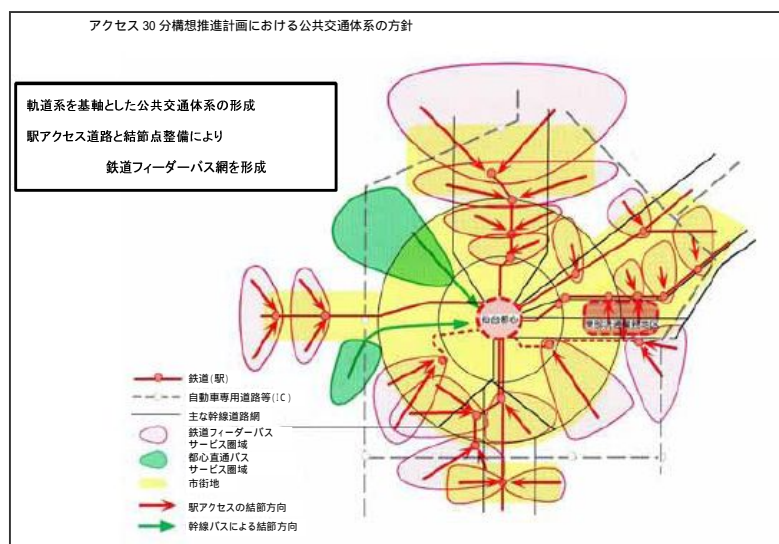 アクセス30分構想推進計画における公共交通体系の方針
軌道系を基軸とした公共交通体系の形成
駅アクセス道路と結節点整備により
鉄道フィーダーバス網を形成
仙台都心
鉄道(駅)
自動車専用道路等(IC)
主な幹線道路網
鉄道フィーダーバス
サービス圏域
都心直通バス
サービス圏域
市街地
駅アクセスの結節方向
幹線バスによる結節方向